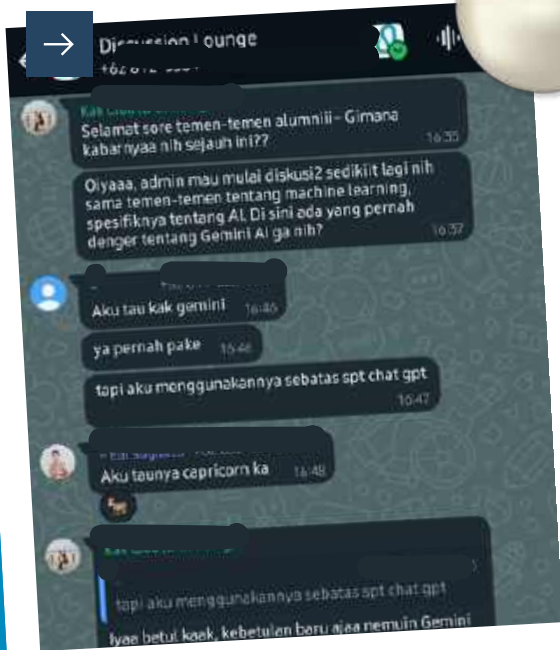 Discussion Lounge
Selamat sore temen-temen alumniii- Gimana
kabarnyaa nih sejauh ini??
16:35
Oiyaaa, admin mau mulai diskusi2 sedikiit lagi nih
sama temen-temen tentang machine learning,
spesifiknya tentang AI. Di sini ada yang pernah
denger tentang Gemini AI ga nih?
16:37
Aku tau kak gemini
16:46
ya pernah pake
16:46
tapi aku menggunakannya sebatas spt chat gpt
16:47
Aku taunya capricorn ka
16:48
tapi aku menggunakannya sebatas spt chat gpt
Iyaa betul kaak, kebetulan baru ajaa nemuin Gemini